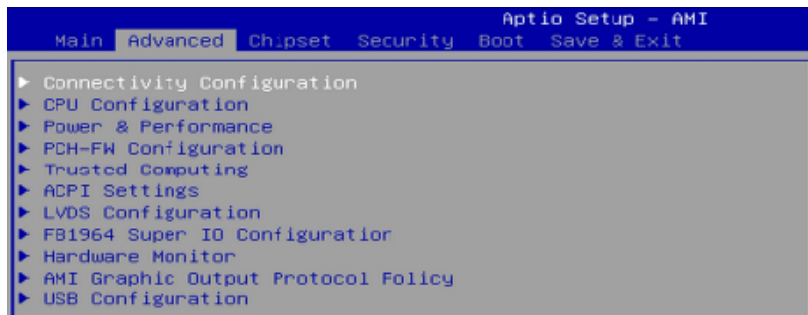 Aptio Setup – AMI
Main Advanced Chipset Security Boot Save & Exit
▶ Connectivity Configuration
▶ CPU Configuration
▶ Power & Performance
▶ PCH-FW Configuration
▶ Trusted Computing
▶ ACPI Settings
▶ LVDS Configuration
▶ F81964 Super IO Configuration
▶ Hardware Monitor
▶ AMI Graphic Output Protocol Policy
▶ USB Configuration